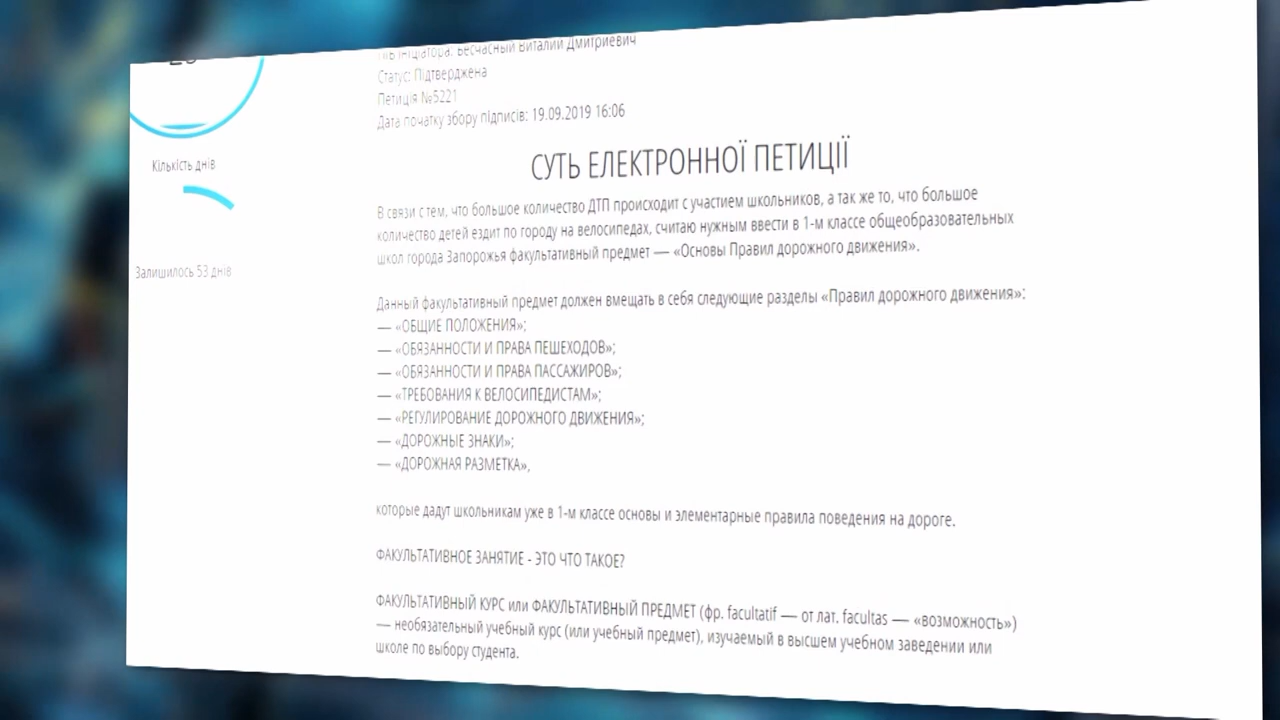 Ініціатора: Бесчасный Виталий Дмитриевич
Статус: Підтверджена
Петиція №5221
Дата початку збору підписів: 19.09.2019 16:06
Кількість днів
Залишилось 53 днів
СУТЬ ЕЛЕКТРОННОЇ ПЕТИЦІЇ
В связи с тем, что большое количество ДТП происходит с участием школьников, а так же то, что большое
количество детей ездит по городу на велосипедах, считаю нужным ввести в 1-м классе общеобразовательных
школ города Запорожья факультативный предмет — «Основы Правил дорожного движения».
Данный факультативный предмет должен вмещать в себя следующие разделы «Правил дорожного движения»:
— «ОБЩИЕ ПОЛОЖЕНИЯ»;
— «ОБЯЗАННОСТИ И ПРАВА ПЕШЕХОДОВ»;
— «ОБЯЗАННОСТИ И ПРАВА ПАССАЖИРОВ»;
— «ТРЕБОВАНИЯ К ВЕЛОСИПЕДИСТАМ»;
— «РЕГУЛИРОВАНИЕ ДОРОЖНОГО ДВИЖЕНИЯ»;
— «ДОРОЖНЫЕ ЗНАКИ»;
— «ДОРОЖНАЯ РАЗМЕТКА»,
которые дадут школьникам уже в 1-м классе основы и элементарные правила поведения на дороге.
ФАКУЛЬТАТИВНОЕ ЗАНЯТИЕ - ЭТО ЧТО ТАКОЕ?
ФАКУЛЬТАТИВНЫЙ КУРС или ФАКУЛЬТАТИВНЫЙ ПРЕДМЕТ (фр. facultatif — от лат. facultas — «возможность»)
— необязательный учебный курс (или учебный предмет), изучаемый в высшем учебном заведении или
школе по выбору студента.